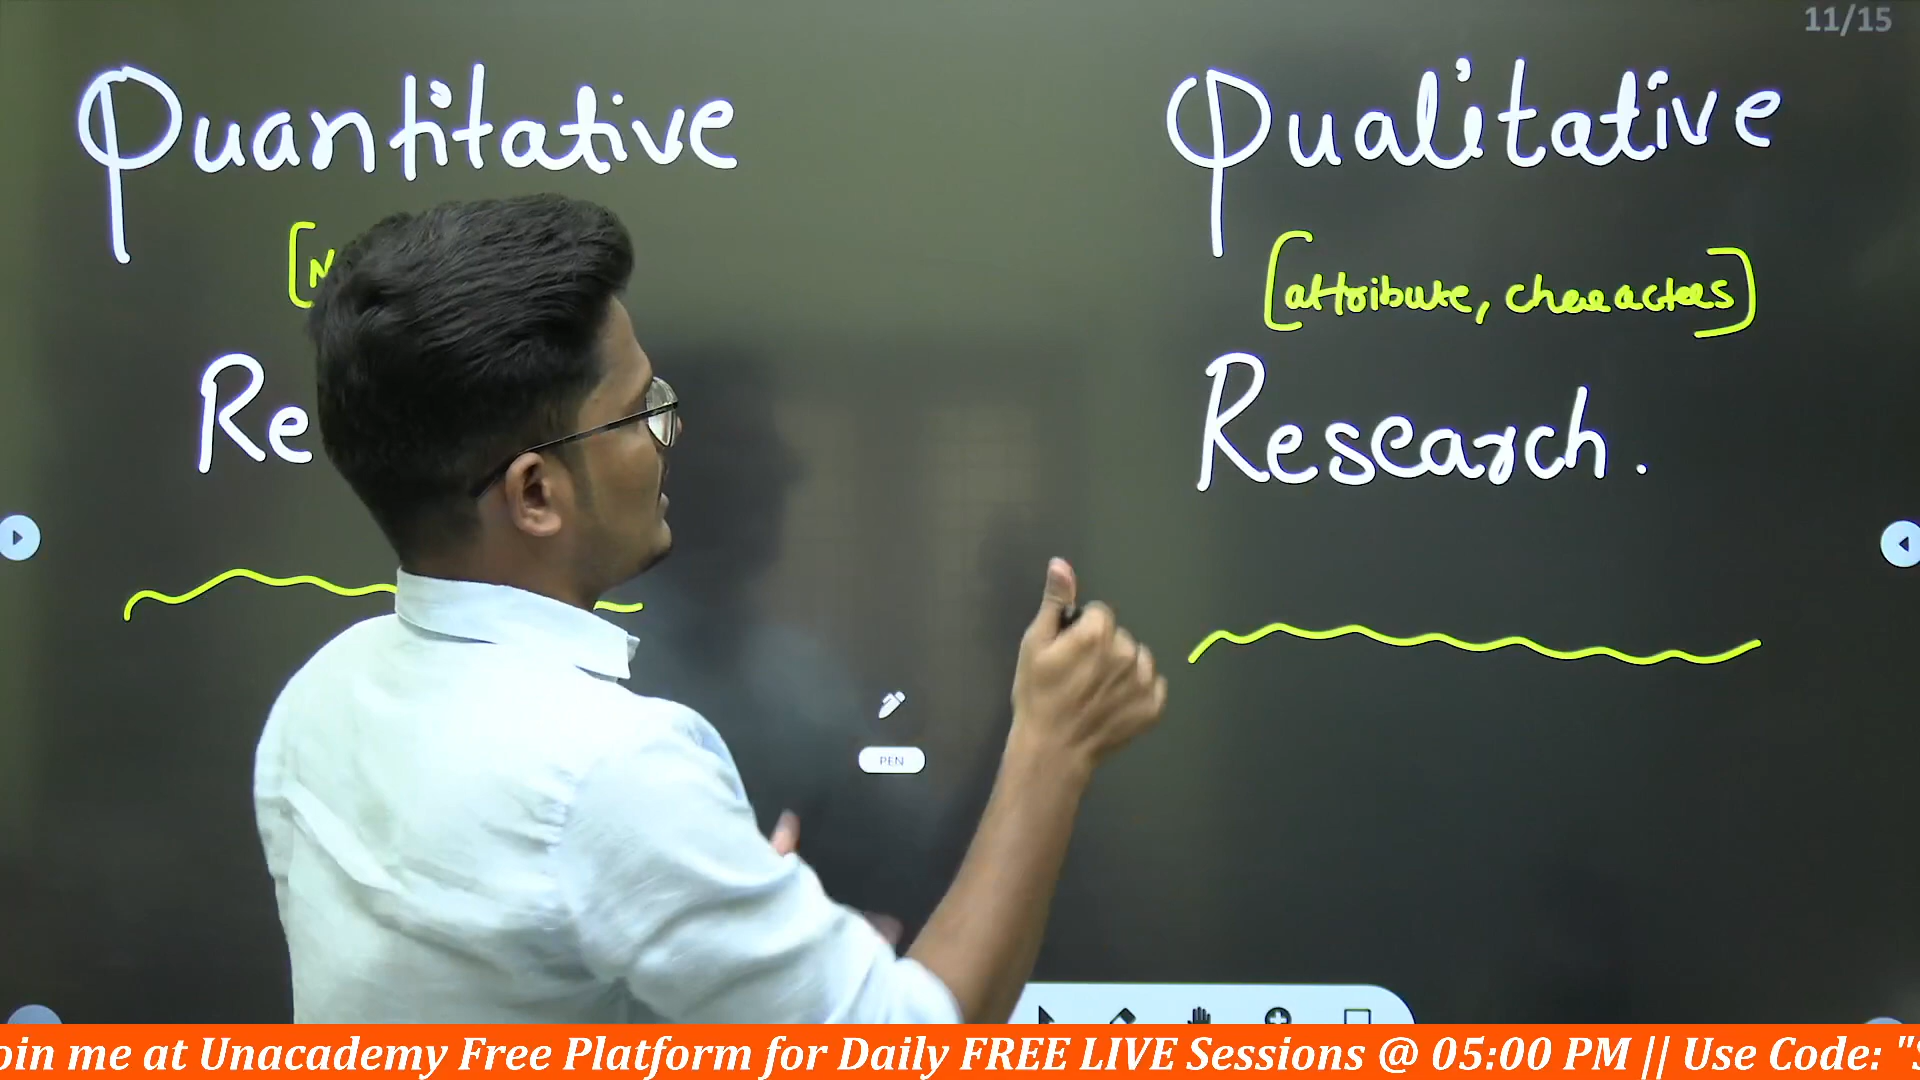 11/15
Quantitative
Qualitative
[attribute, characters]
Research.
PEN
oin me at Unacademy Free Platform for Daily FREE LIVE Sessions @ 05:00 PM || Use Code: "S